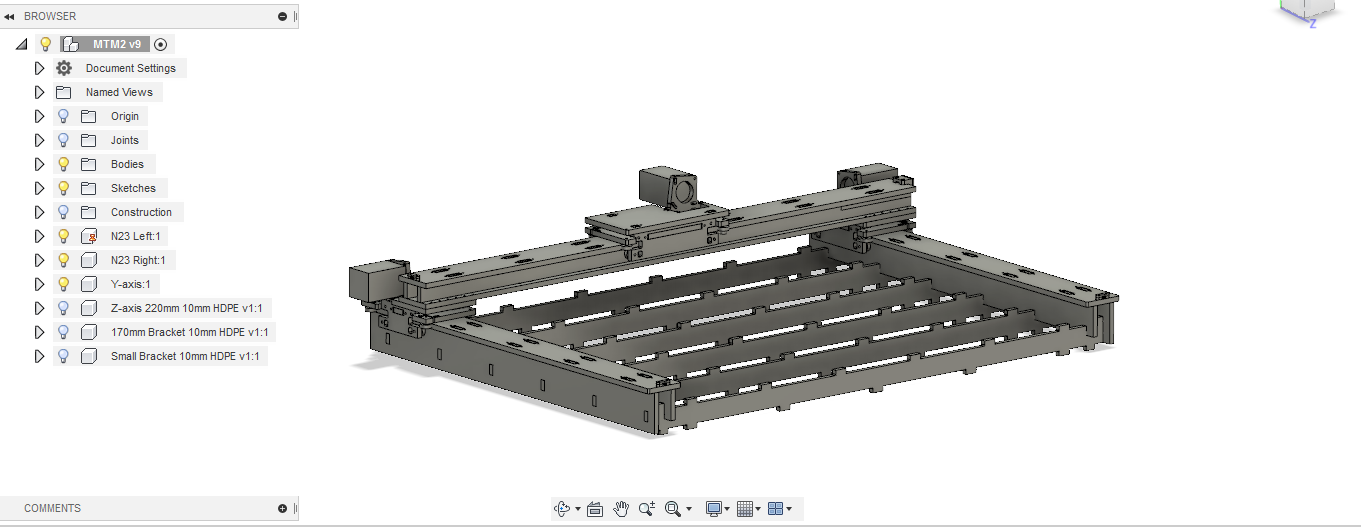 BROWSER
MTM2 v9
Document Settings
Named Views
Origin
Joints
Bodies
Sketches
Construction
N23 Left:1
N23 Right:1
Y-axis:1
Z-axis 220mm 10mm HDPE v1:1
170mm Bracket 10mm HDPE v1:1
Small Bracket 10mm HDPE v1:1
COMMENTS
Z